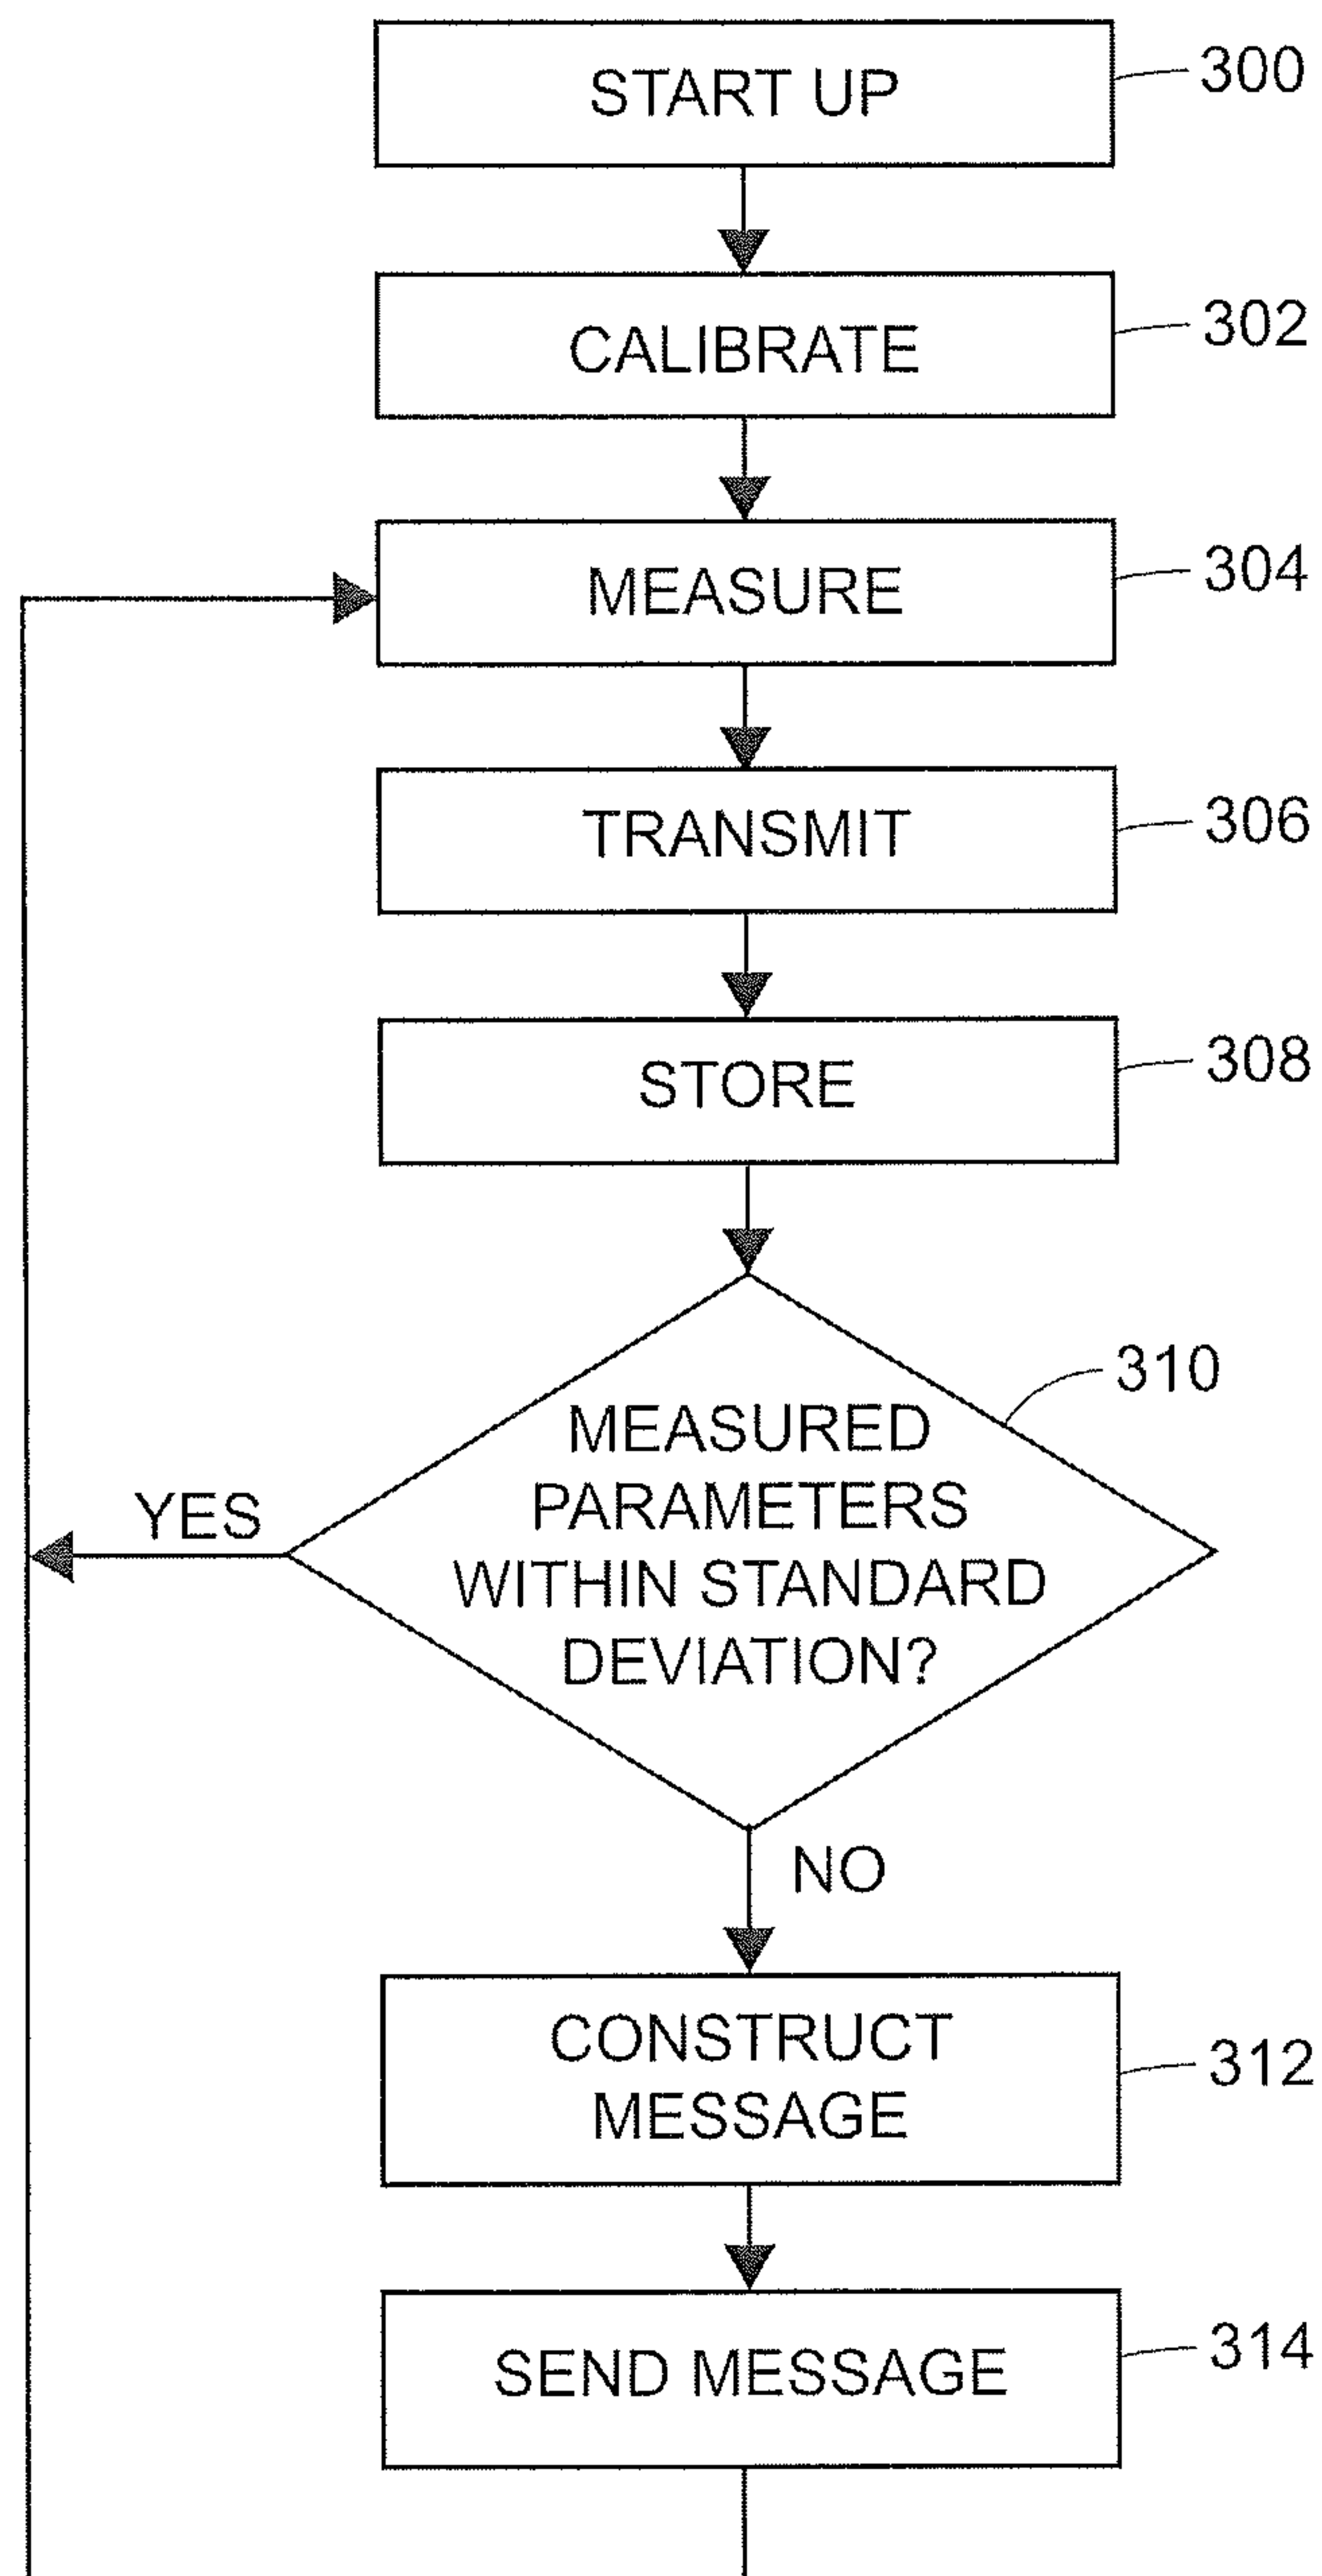 START UP
300
CALIBRATE
302
MEASURE
304
TRANSMIT
306
STORE
308
310
MEASURED
PARAMETERS
WITHIN STANDARD
DEVIATION?
YES
NO
CONSTRUCT
MESSAGE
312
SEND MESSAGE
314